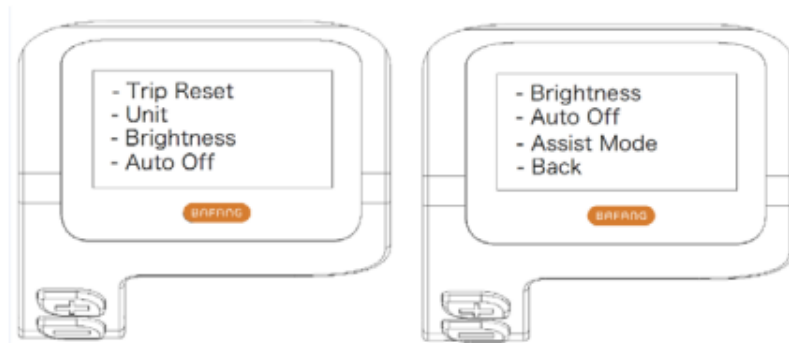 - Trip Reset
- Unit
- Brightness
- Auto Off
BAFANG
- Brightness
- Auto Off
- Assist Mode
- Back
BAFANG